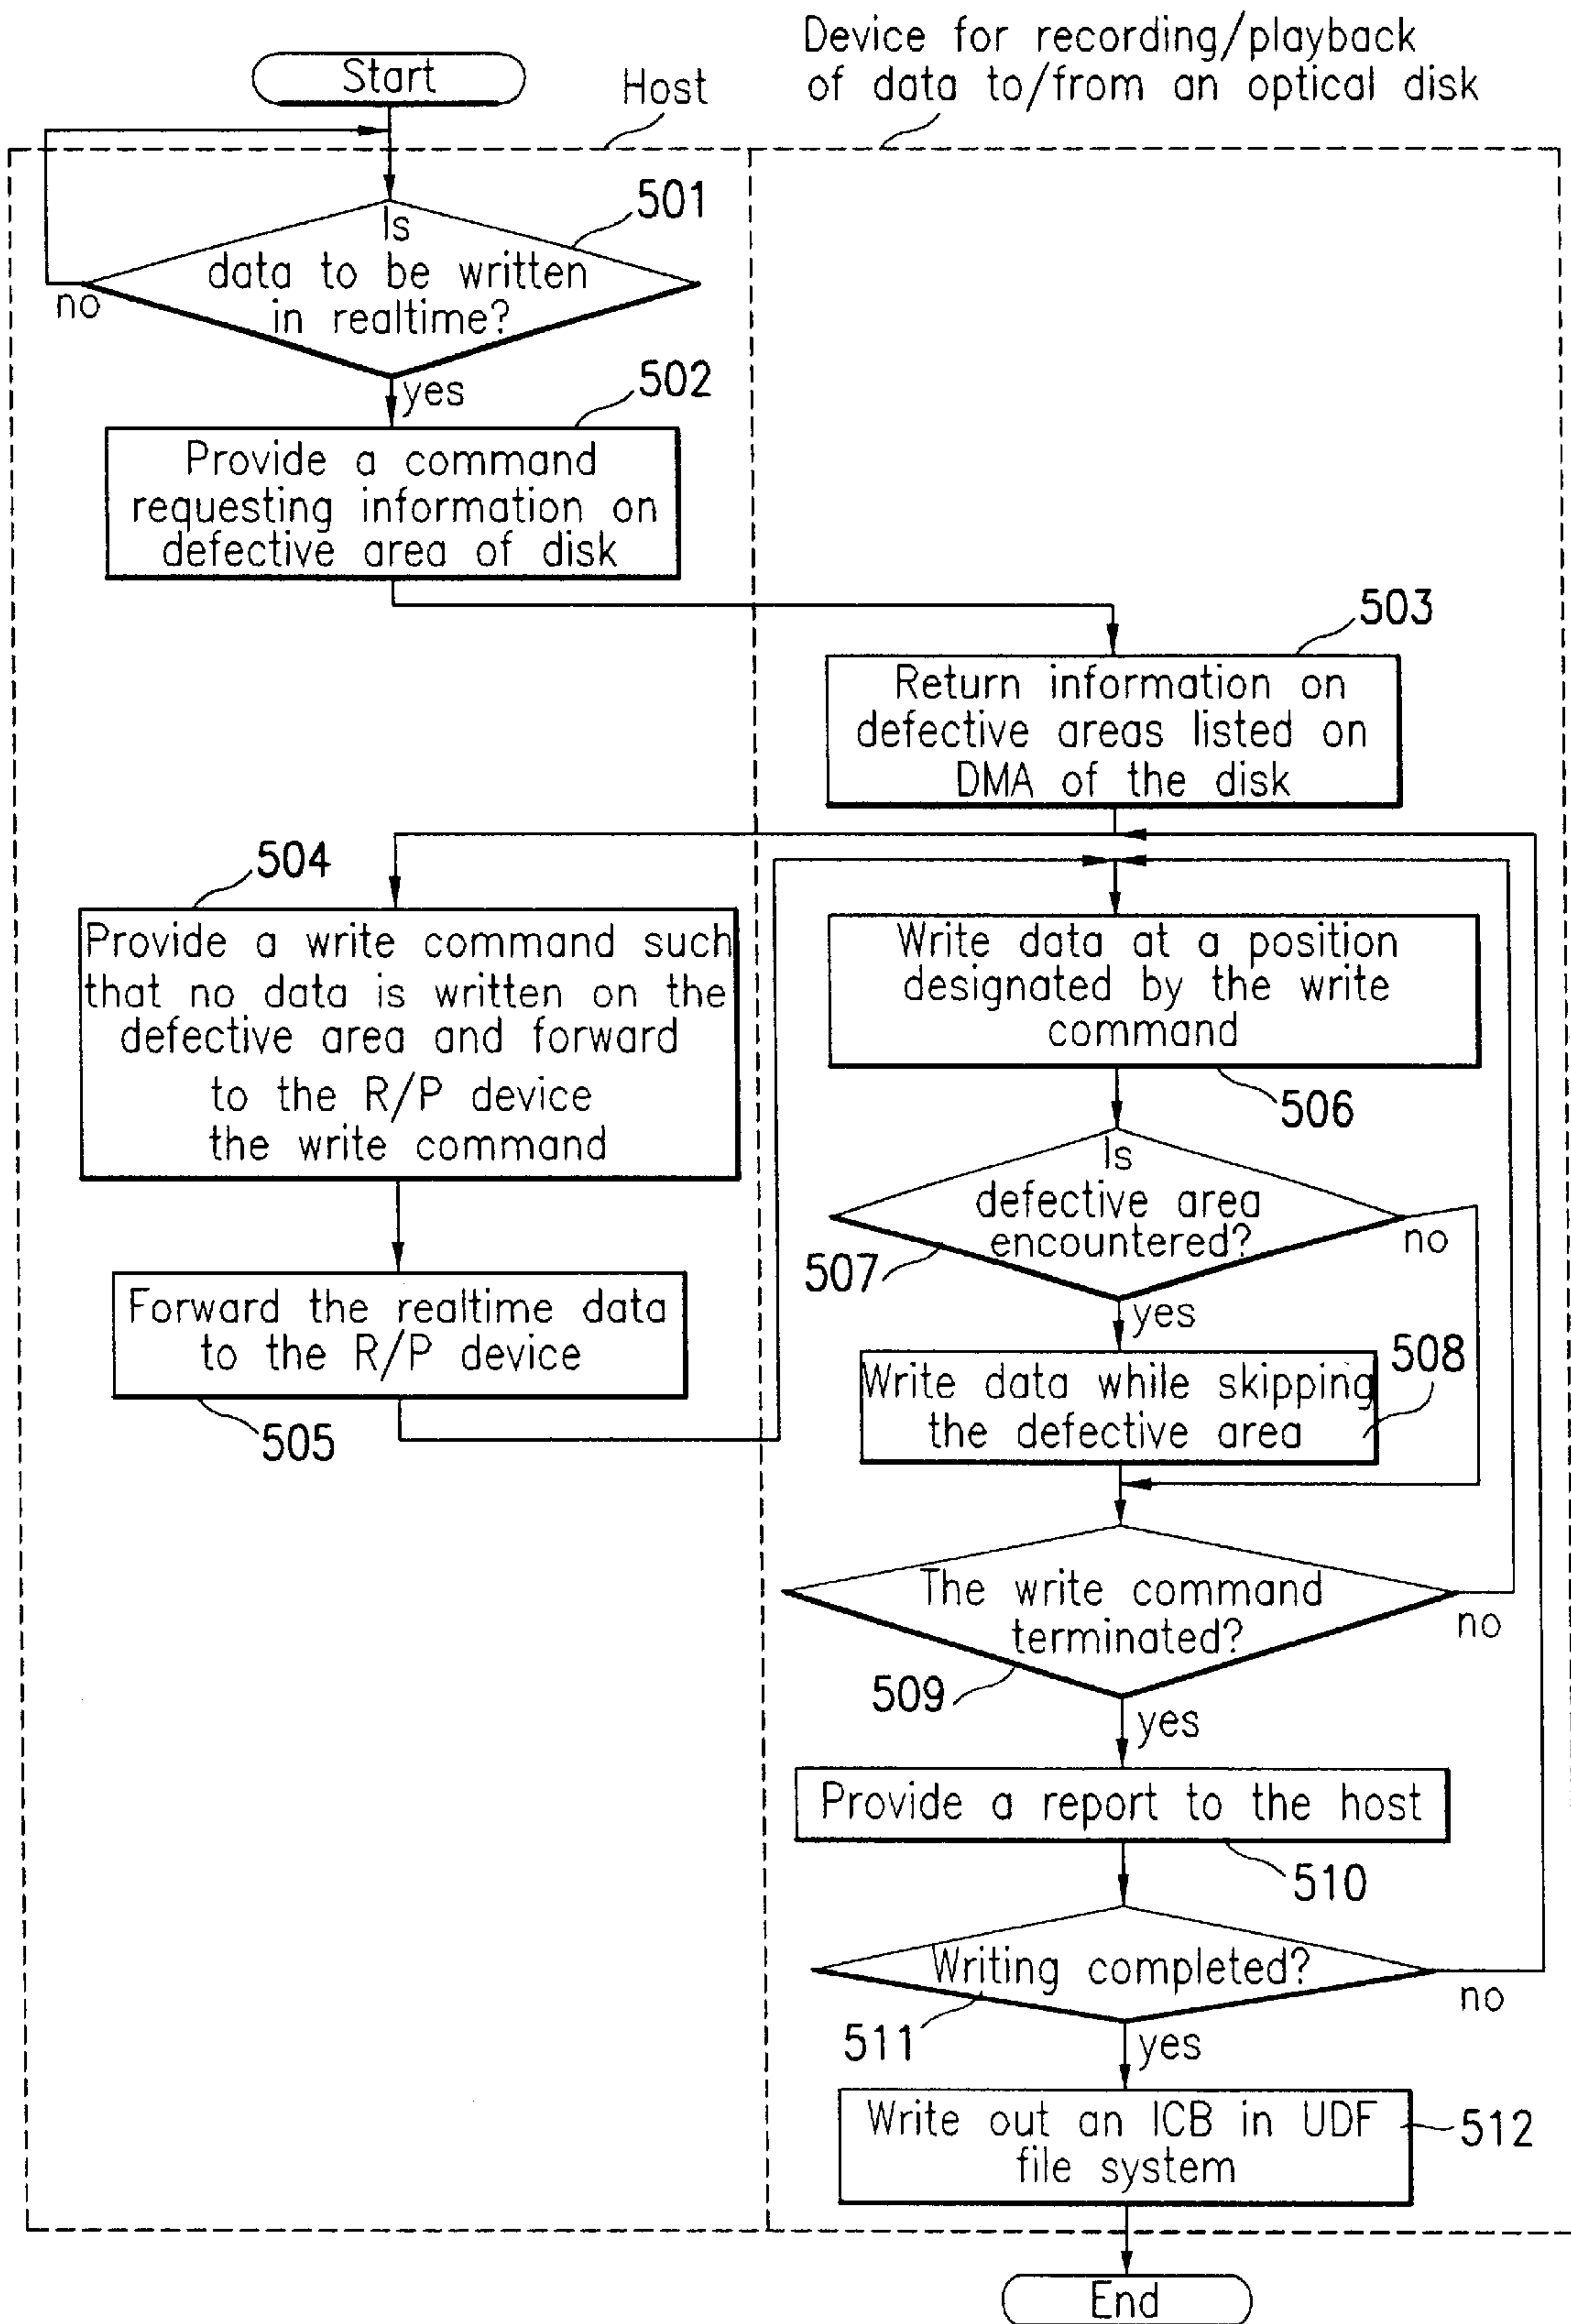 Device for recording/playback
of data to/from an optical disk
Start
Host
501
Is
data to be written
in realtime?
no
yes
502
Provide a command
requesting information on
defective area of disk
503
Return information on
defective areas listed on
DMA of the disk
504
Provide a write command such
that no data is written on the
defective area and forward
to the R/P device
the write command
Write data at a position
designated by the write
command
506
Is
defective area
encountered?
507
no
yes
Forward the realtime data
to the R/P device
505
508
Write data while skipping
the defective area
The write command
terminated?
no
509
yes
Provide a report to the host
510
Writing completed?
no
511
yes
Write out an ICB in UDF
file system
512
End